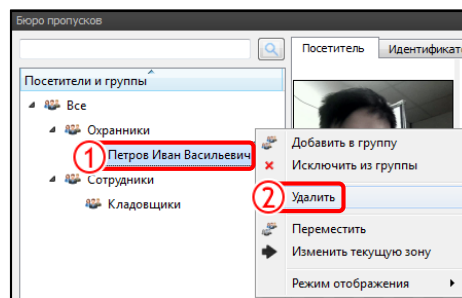 Бюро пропусков
Посетитель Идентификат
Посетители и группы
Все
Охранники
1 Петров Иван Васильевич
Сотрудники
Кладовщики
Добавить в группу
Исключить из группы
2 Удалить
Переместить
Изменить текущую зону
Режим отображения